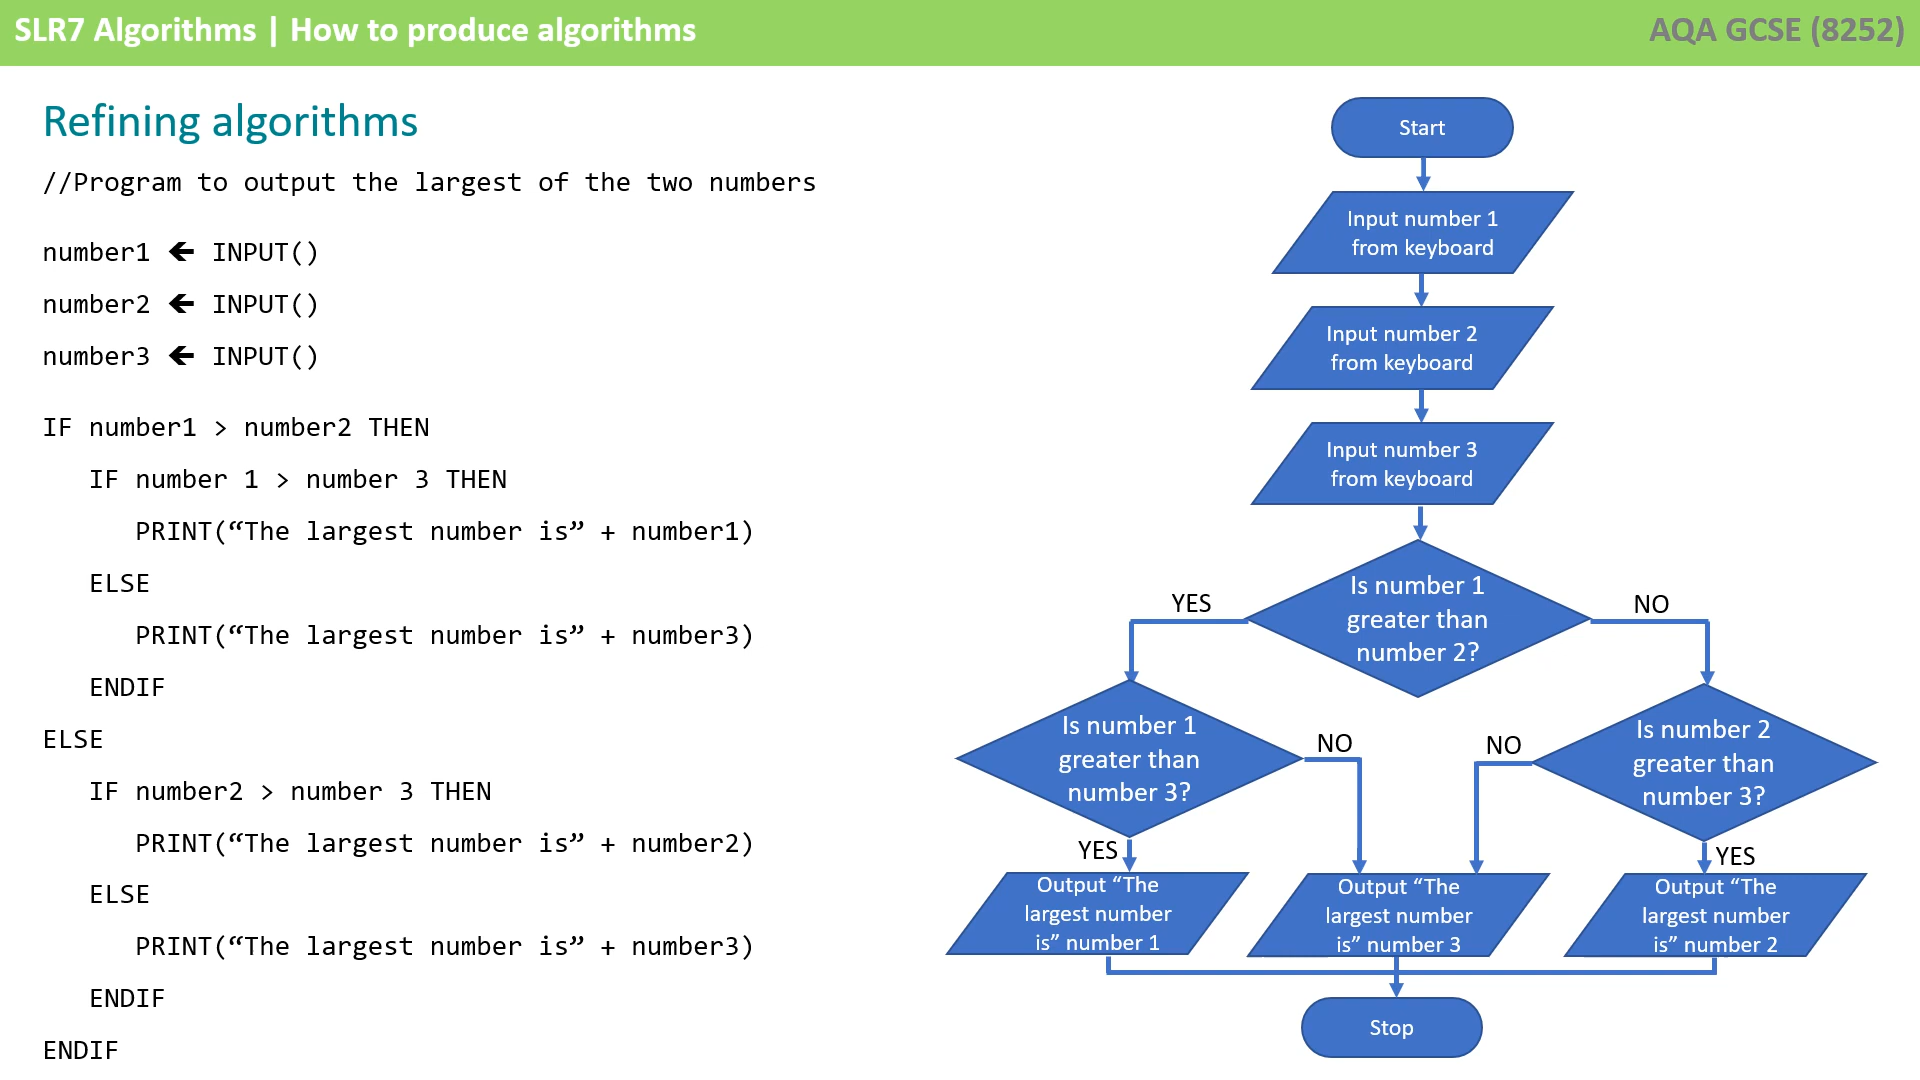 SLR7 Algorithms | How to produce algorithms
AQA GCSE (8252)
Refining algorithms
//Program to output the largest of the two numbers
number1 🡸 INPUT()
number2 🡸 INPUT()
number3 🡸 INPUT()
IF number1 > number2 THEN
IF number 1 > number 3 THEN
PRINT(“The largest number is” + number1)
ELSE
PRINT(“The largest number is” + number3)
ENDIF
ELSE
IF number2 > number 3 THEN
PRINT(“The largest number is” + number2)
ELSE
PRINT(“The largest number is” + number3)
ENDIF
ENDIF
Start
Input number 1
from keyboard
Input number 2
from keyboard
Input number 3
from keyboard
Is number 1
greater than
number 2?
YES
NO
Is number 1
greater than
number 3?
NO
YES
Is number 2
greater than
number 3?
NO
YES
Output “The
largest number
is” number 1
Output “The
largest number
is” number 3
Output “The
largest number
is” number 2
Stop